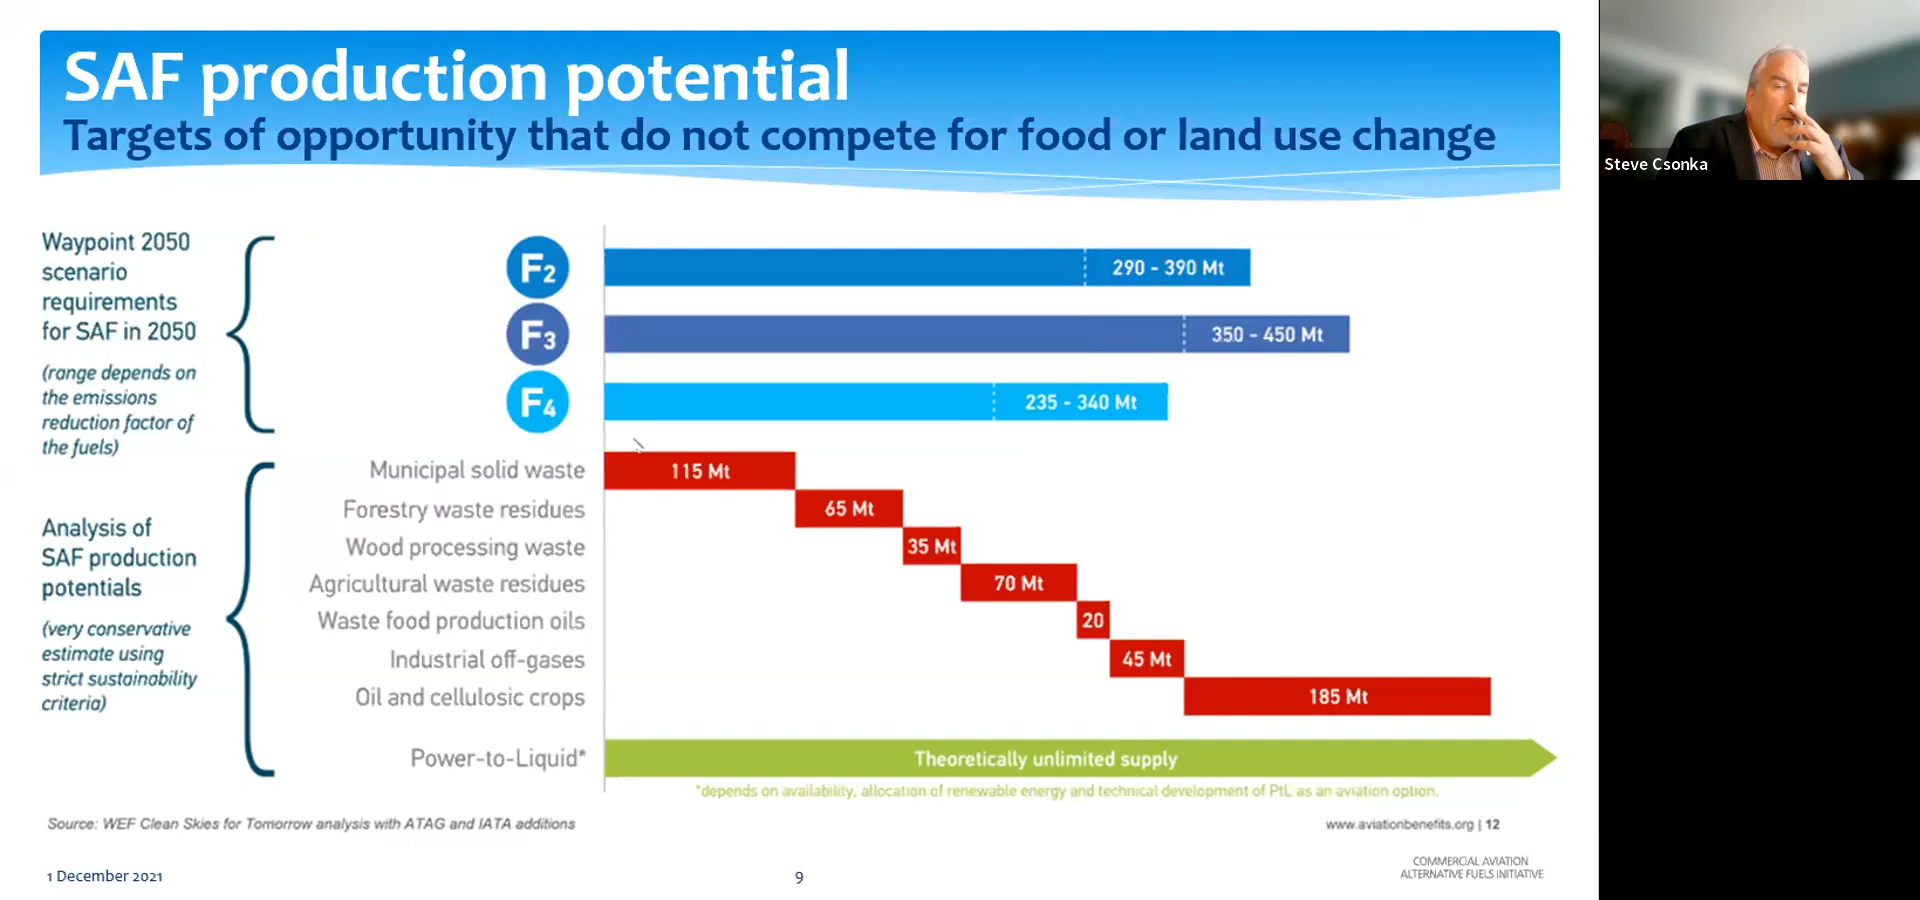 SAF production potential
Targets of opportunity that do not compete for food or land use change
Steve Csonka
Waypoint 2050
scenario
requirements
for SAF in 2050
(range depends on
the emissions
reduction factor of
the fuels)
F2
290 - 390 Mt
F3
350 - 450 Mt
F4
235 - 340 Mt
Analysis of
SAF production
potentials
(very conservative
estimate using
strict sustainability
criteria)
Municipal solid waste
115 Mt
Forestry waste residues
65 Mt
Wood processing waste
35 Mt
Agricultural waste residues
70 Mt
Waste food production oils
20
Industrial off-gases
45 Mt
Oil and cellulosic crops
185 Mt
Power-to-Liquid*
Theoretically unlimited supply
*depends on availability, allocation of renewable energy and technical development of PtL as an aviation option.
Source: WEF Clean Skies for Tomorrow analysis with ATAG and IATA additions
www.aviationbenefits.org | 12
1 December 2021
9
COMMERCIAL AVIATION
ALTERNATIVE FUELS INITIATIVE